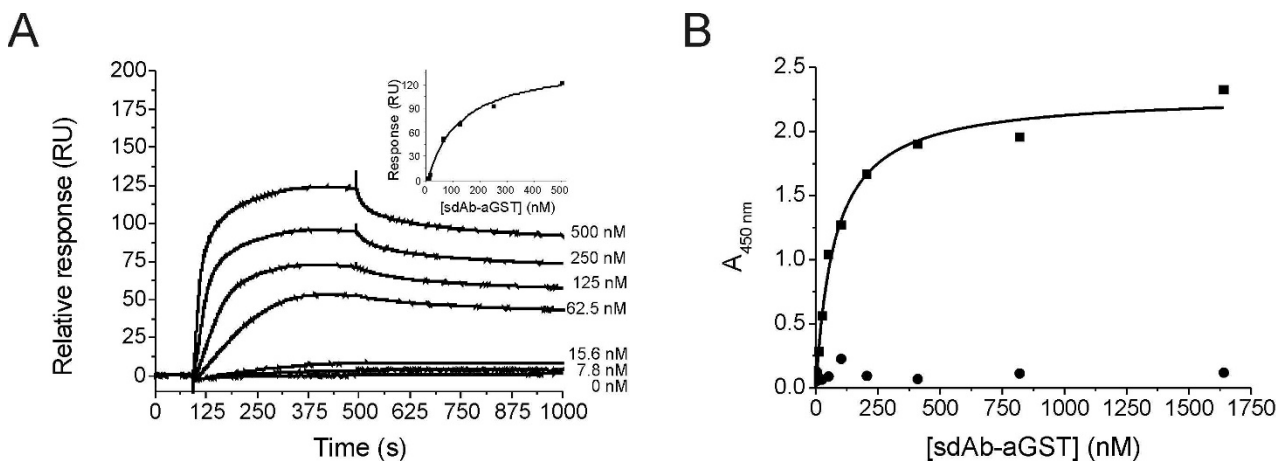 A
Relative response (RU)
200
175
150
125
100
75
50
25
0
0 125 250 375 500 625 750 875 1000
Time (s)
500 nM
250 nM
125 nM
62.5 nM
15.6 nM
7.8 nM
0 nM
Response (RU)
120
90
60
30
0
0 100 200 300 400 500
[sdAb-aGST] (nM)
B
A450 nm
2.5
2.0
1.5
1.0
0.5
0.0
0 250 500 750 1000 1250 1500 1750
[sdAb-aGST] (nM)